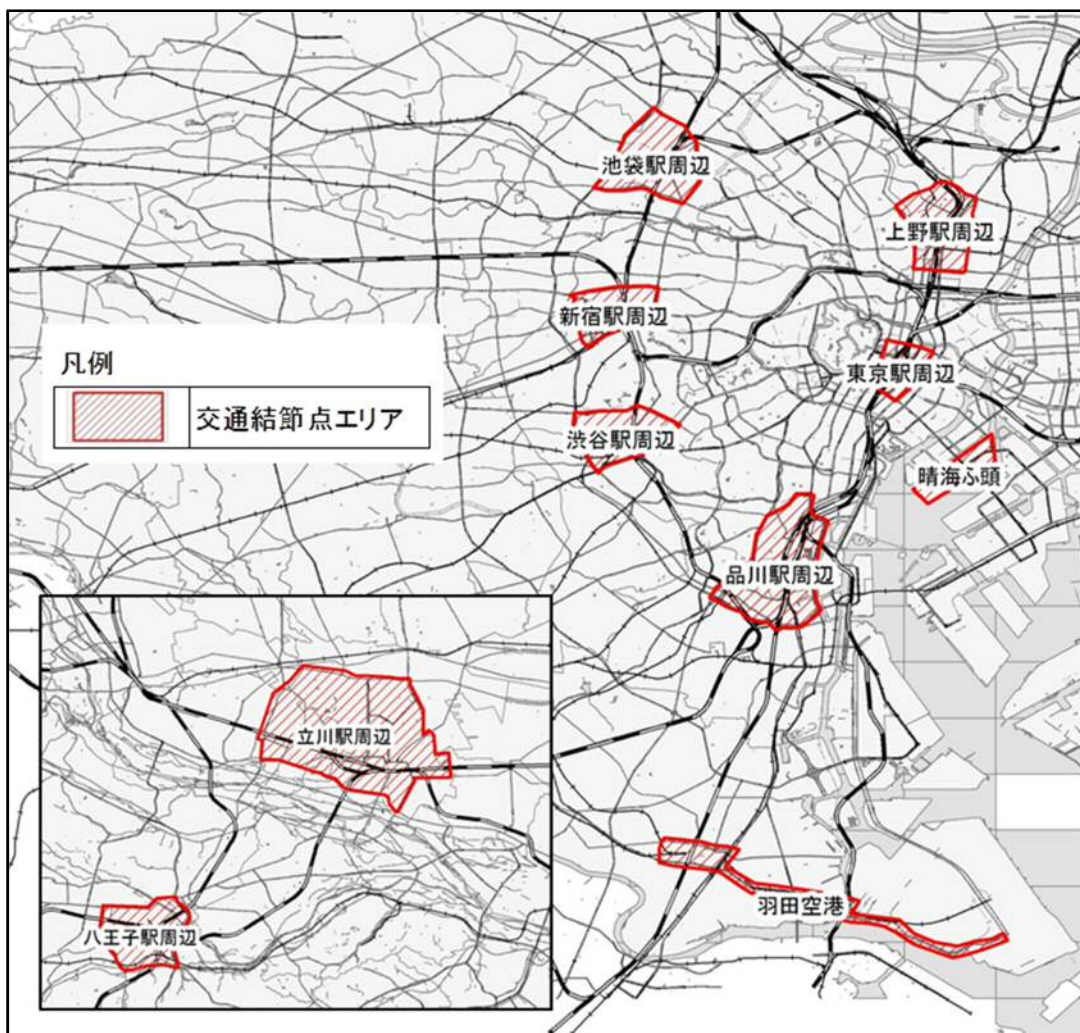 池袋駅周辺
上野駅周辺
新宿駅周辺
東京駅周辺
凡例
交通結節点エリア
渋谷駅周辺
晴海ふ頭
品川駅周辺
立川駅周辺
羽田空港
八王子駅周辺